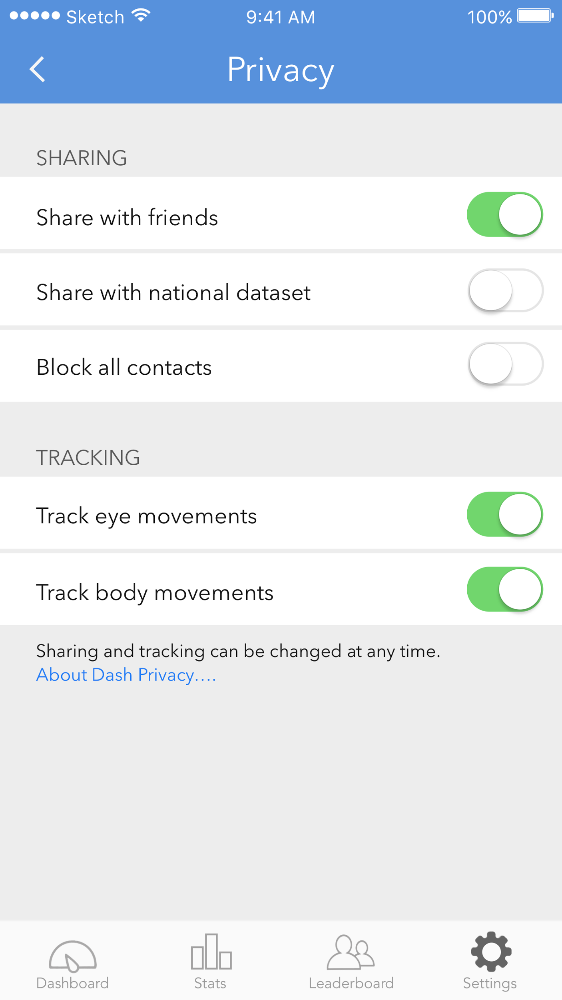 Sketch 9:41 AM 100%
Privacy
SHARING
Share with friends
Share with national dataset
Block all contacts
TRACKING
Track eye movements
Track body movements
Sharing and tracking can be changed at any time.
About Dash Privacy....
Dashboard Stats Leaderboard Settings